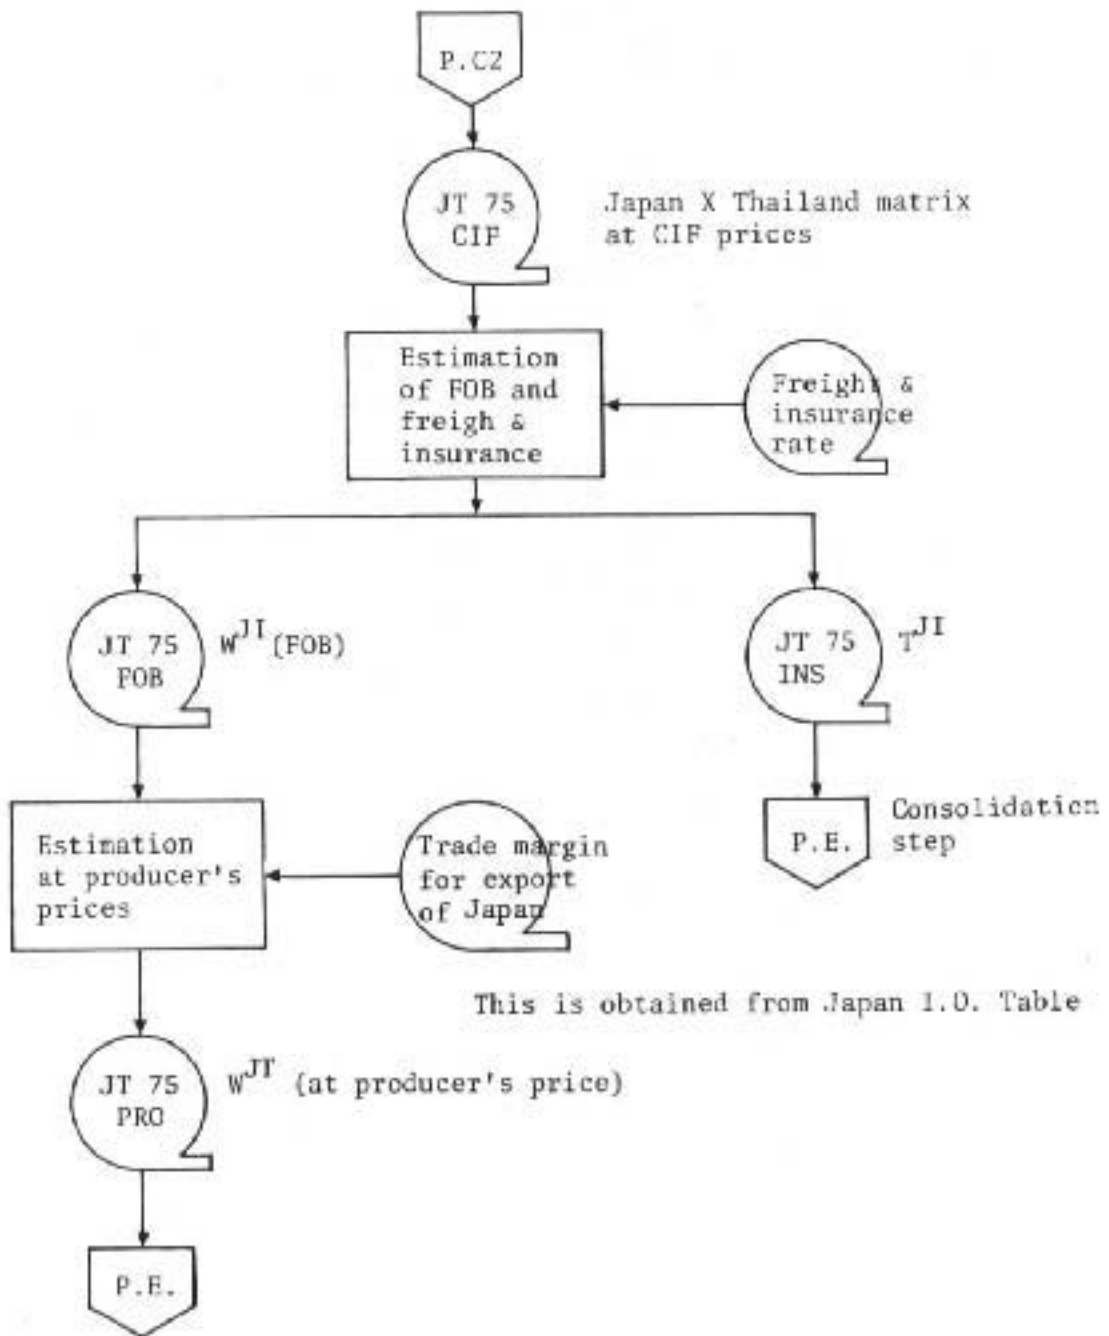 P.C2
JT 75
CIF
Japan X Thailand matrix
at CIF prices
Estimation
of FOB and
freigh &
insurance
Freight &
insurance
rate
JT 75
FOB
W^JI (FOB)
JT 75
INS
T^JI
Estimation
at producer's
prices
Trade margin
for export
of Japan
P.E.
Consolidation
step
This is obtained from Japan I.O. Table
JT 75
PRO
W^JT (at producer's price)
P.E.